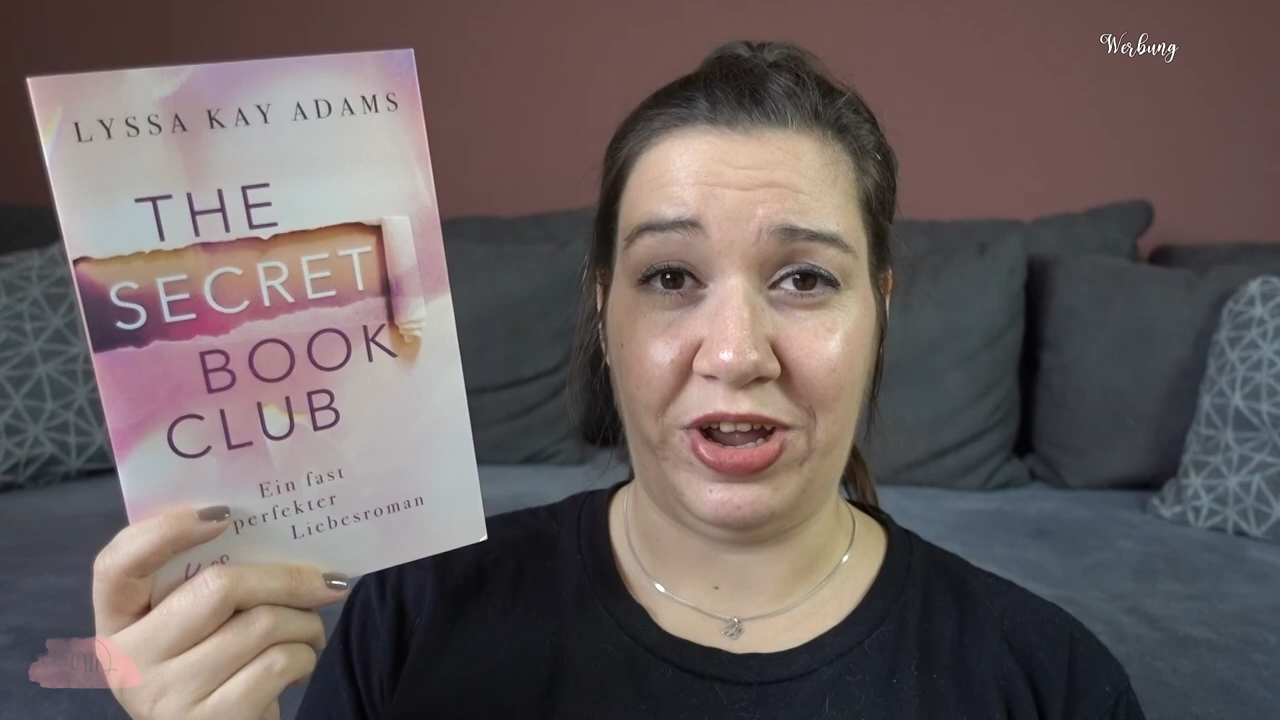 Werbung
LYSSA KAY ADAMS
THE
SECRET
BOOK
CLUB
Ein fast
perfekter
Liebesroman